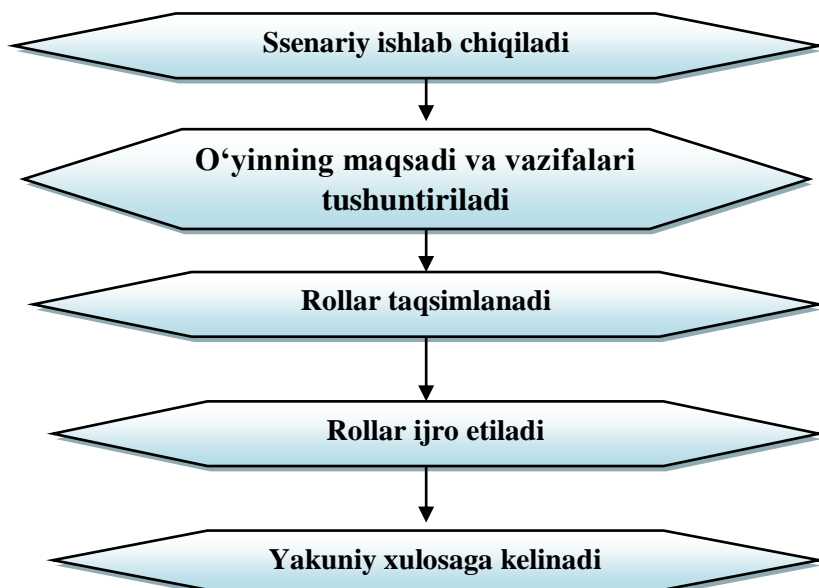 Ssenariy ishlab chiqiladi
O‘yinning maqsadi va vazifalari
tushuntiriladi
Rollar taqsimlanadi
Rollar ijro etiladi
Yakuniy xulosaga kelinadi